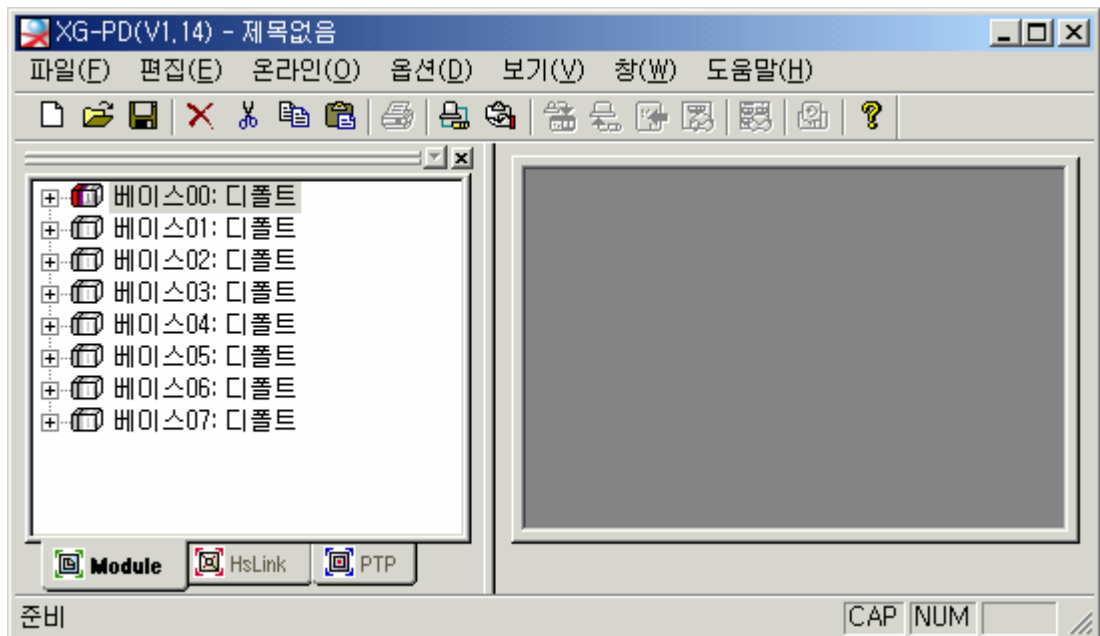 XG-PD(V1,14) - 제목없음
파일(F) 편집(E) 온라인(O) 옵션(D) 보기(V) 창(W) 도움말(H)
베이스00: 디폴트
베이스01: 디폴트
베이스02: 디폴트
베이스03: 디폴트
베이스04: 디폴트
베이스05: 디폴트
베이스06: 디폴트
베이스07: 디폴트
Module HsLink PTP
준비 CAP NUM